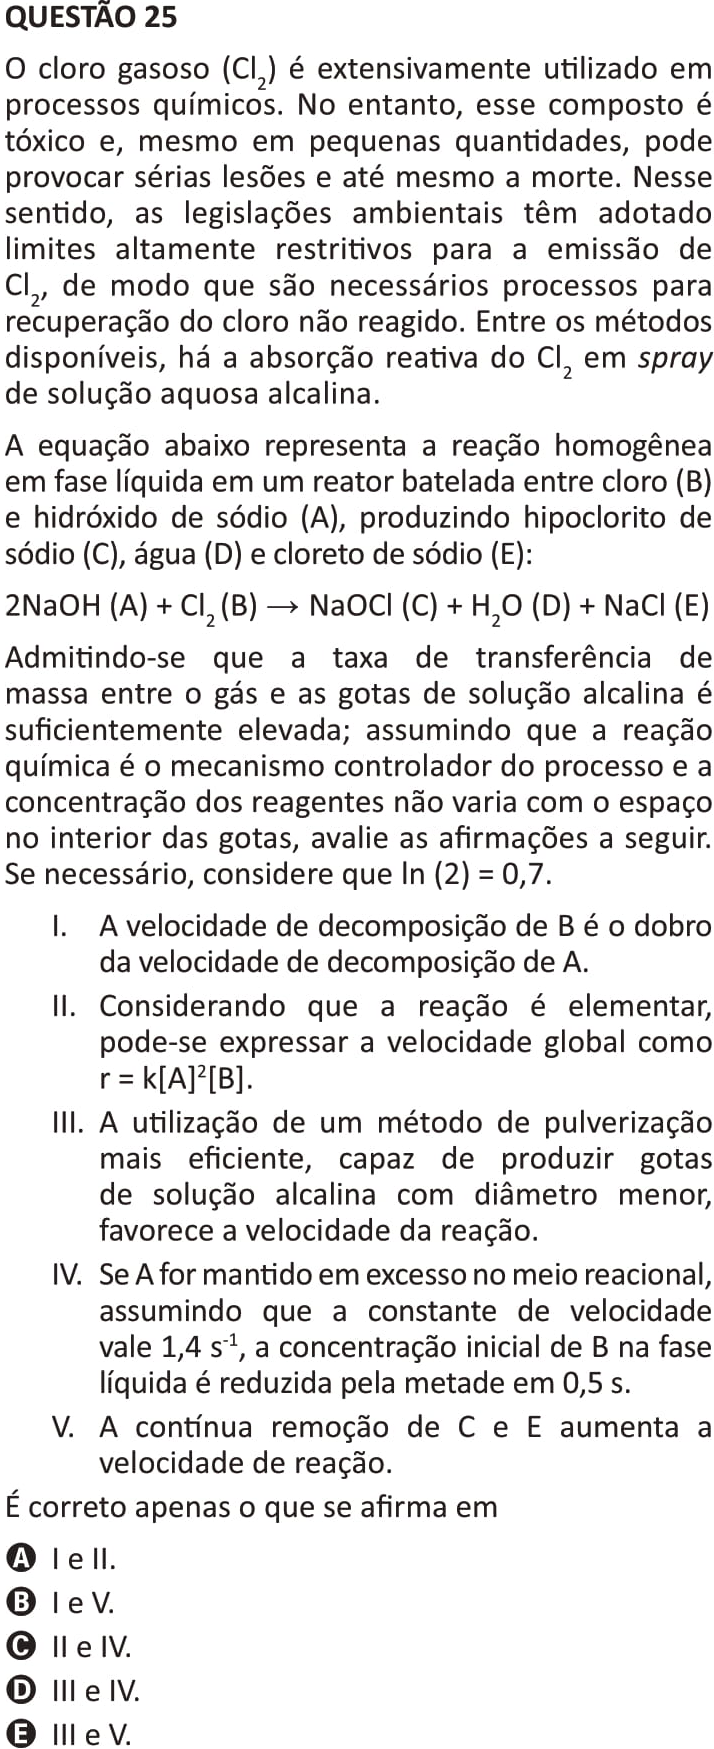 QUESTÃO 25
O cloro gasoso (Cl₂) é extensivamente utilizado em
processos químicos. No entanto, esse composto é
tóxico e, mesmo em pequenas quantidades, pode
provocar sérias lesões e até mesmo a morte. Nesse
sentido, as legislações ambientais têm adotado
limites altamente restritivos para a emissão de
Cl₂, de modo que são necessários processos para
recuperação do cloro não reagido. Entre os métodos
disponíveis, há a absorção reativa do Cl₂ em spray
de solução aquosa alcalina.
A equação abaixo representa a reação homogênea
em fase líquida em um reator batelada entre cloro (B)
e hidróxido de sódio (A), produzindo hipoclorito de
sódio (C), água (D) e cloreto de sódio (E):
2NaOH (A) + Cl₂ (B) → NaOCl (C) + H₂O (D) + NaCl (E)
Admitindo-se que a taxa de transferência de
massa entre o gás e as gotas de solução alcalina é
suficientemente elevada; assumindo que a reação
química é o mecanismo controlador do processo e a
concentração dos reagentes não varia com o espaço
no interior das gotas, avalie as afirmações a seguir.
Se necessário, considere que ln (2) = 0,7.
I. A velocidade de decomposição de B é o dobro
da velocidade de decomposição de A.
II. Considerando que a reação é elementar,
pode-se expressar a velocidade global como
r = k[A]²[B].
III. A utilização de um método de pulverização
mais eficiente, capaz de produzir gotas
de solução alcalina com diâmetro menor,
favorece a velocidade da reação.
IV. Se A for mantido em excesso no meio reacional,
assumindo que a constante de velocidade
vale 1,4 s⁻¹, a concentração inicial de B na fase
líquida é reduzida pela metade em 0,5 s.
V. A contínua remoção de C e E aumenta a
velocidade de reação.
É correto apenas o que se afirma em
A I e II.
B I e V.
C II e IV.
D III e IV.
E III e V.